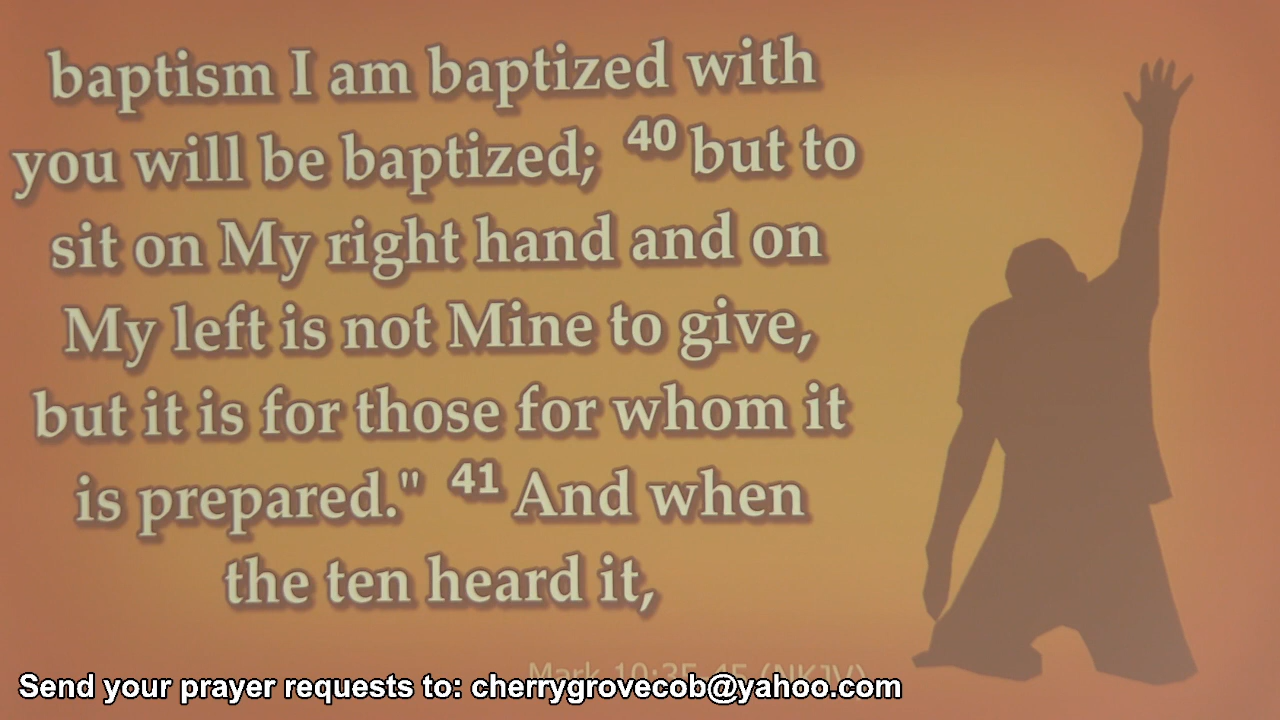 baptism I am baptized with
you will be baptized; 40 but to
sit on My right hand and on
My left is not Mine to give,
but it is for those for whom it
is prepared." 41 And when
the ten heard it,
Mark 10:35-45 (NKJV)
Send your prayer requests to: cherrygrovecob@yahoo.com